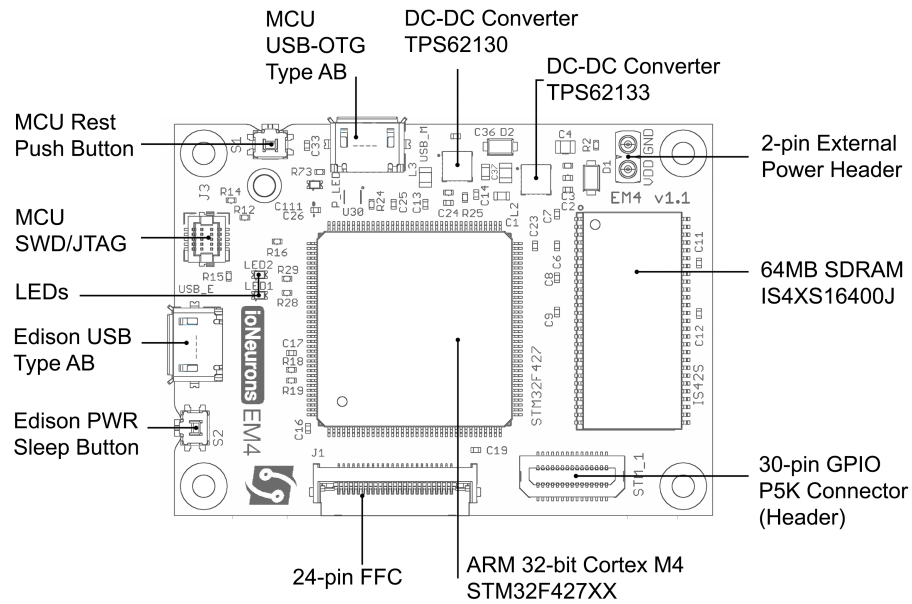 MCU
USB-OTG
Type AB
DC-DC Converter
TPS62130
DC-DC Converter
TPS62133
MCU Rest
Push Button
2-pin External
Power Header
MCU
SWD/JTAG
LEDs
64MB SDRAM
IS4XS16400J
Edison USB
Type AB
Edison PWR
Sleep Button
30-pin GPIO
P5K Connector
(Header)
24-pin FFC
ARM 32-bit Cortex M4
STM32F427XX
S1
C33
USB_M
L3
C36 D2
C4
R2
D1
GND
VDD
EM4 v1.1
J3
R14
R12
R73
P_LED
C111
C26
U30
R24
C25
C13
C37
C14
C24 R25
L2
C1
C3
C2
C7
C23
C6
C8
C9
C11
C12
R16
LED2
R29
LED1
R28
R15
USB_E
ioNeurons
EM4
C17
R18
R19
C16
S2
J1
C19
STM32F427
IS42S
STM_1